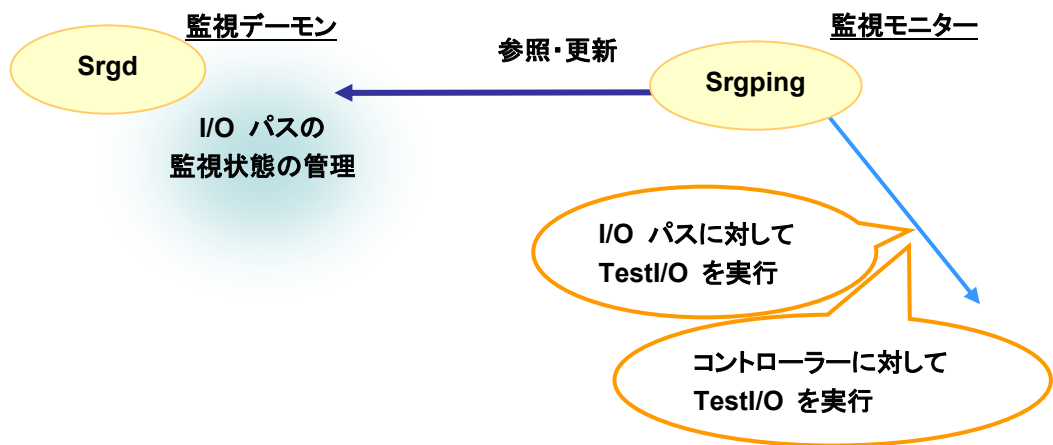 監視デーモン
Srgd
I/O パスの
監視状態の管理
参照・更新
監視モニター
Srgping
I/O パスに対して
TestI/O を実行
コントローラーに対して
TestI/O を実行